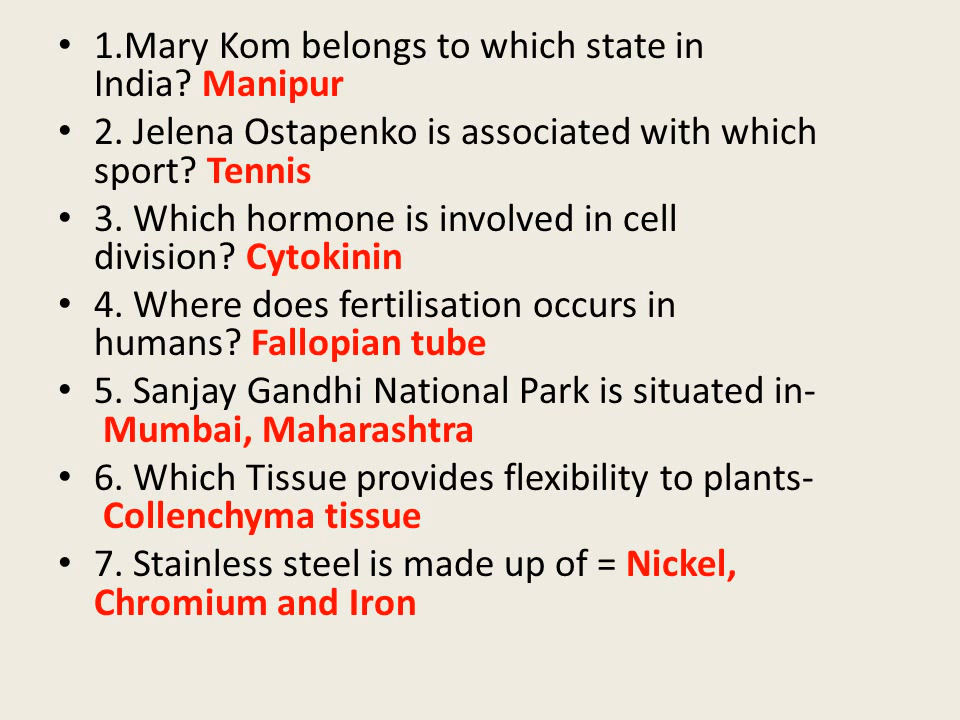 • 1.Mary Kom belongs to which state in
India? Manipur
• 2. Jelena Ostapenko is associated with which
sport? Tennis
• 3. Which hormone is involved in cell
division? Cytokinin
• 4. Where does fertilisation occurs in
humans? Fallopian tube
• 5. Sanjay Gandhi National Park is situated in-
Mumbai, Maharashtra
• 6. Which Tissue provides flexibility to plants-
Collenchyma tissue
• 7. Stainless steel is made up of = Nickel,
Chromium and Iron